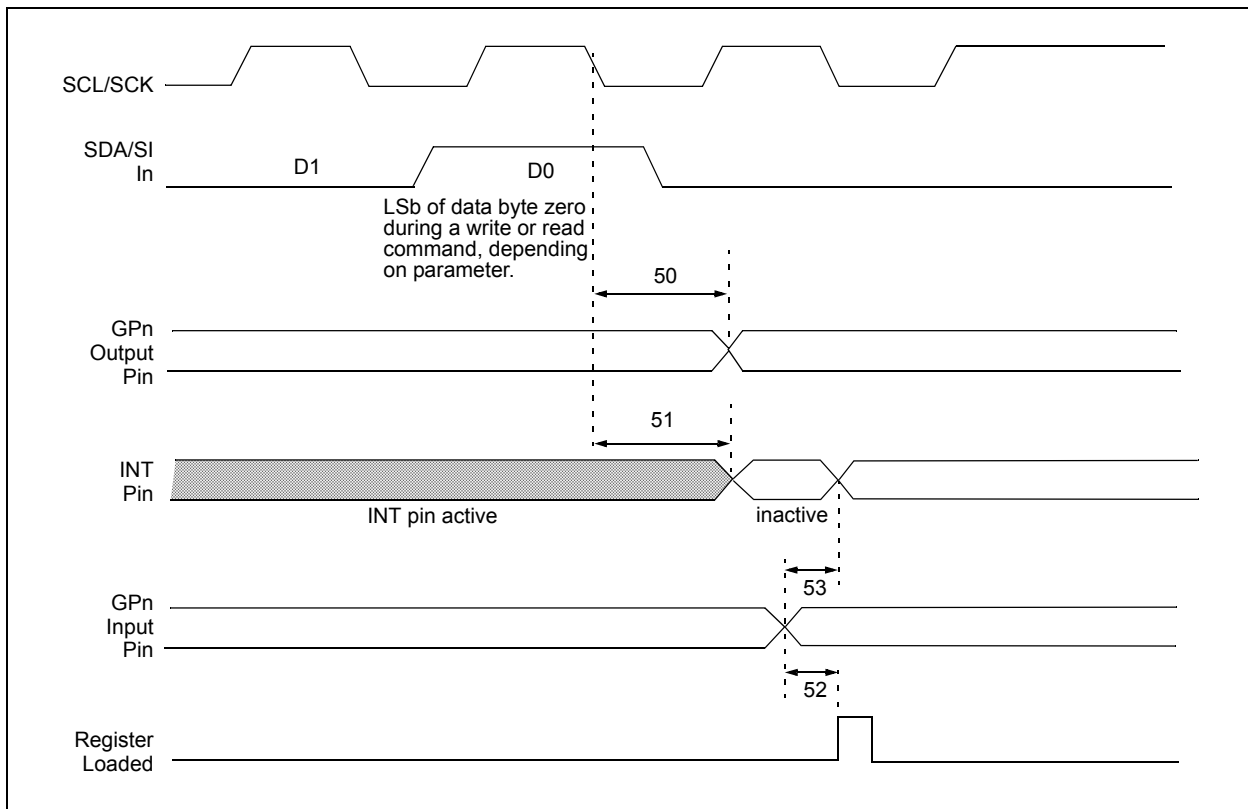 SCL/SCK
SDA/SI
In
D1
D0
LSb of data byte zero
during a write or read
command, depending
on parameter.
50
GPn
Output
Pin
51
INT
Pin
INT pin active
inactive
53
GPn
Input
Pin
52
Register
Loaded